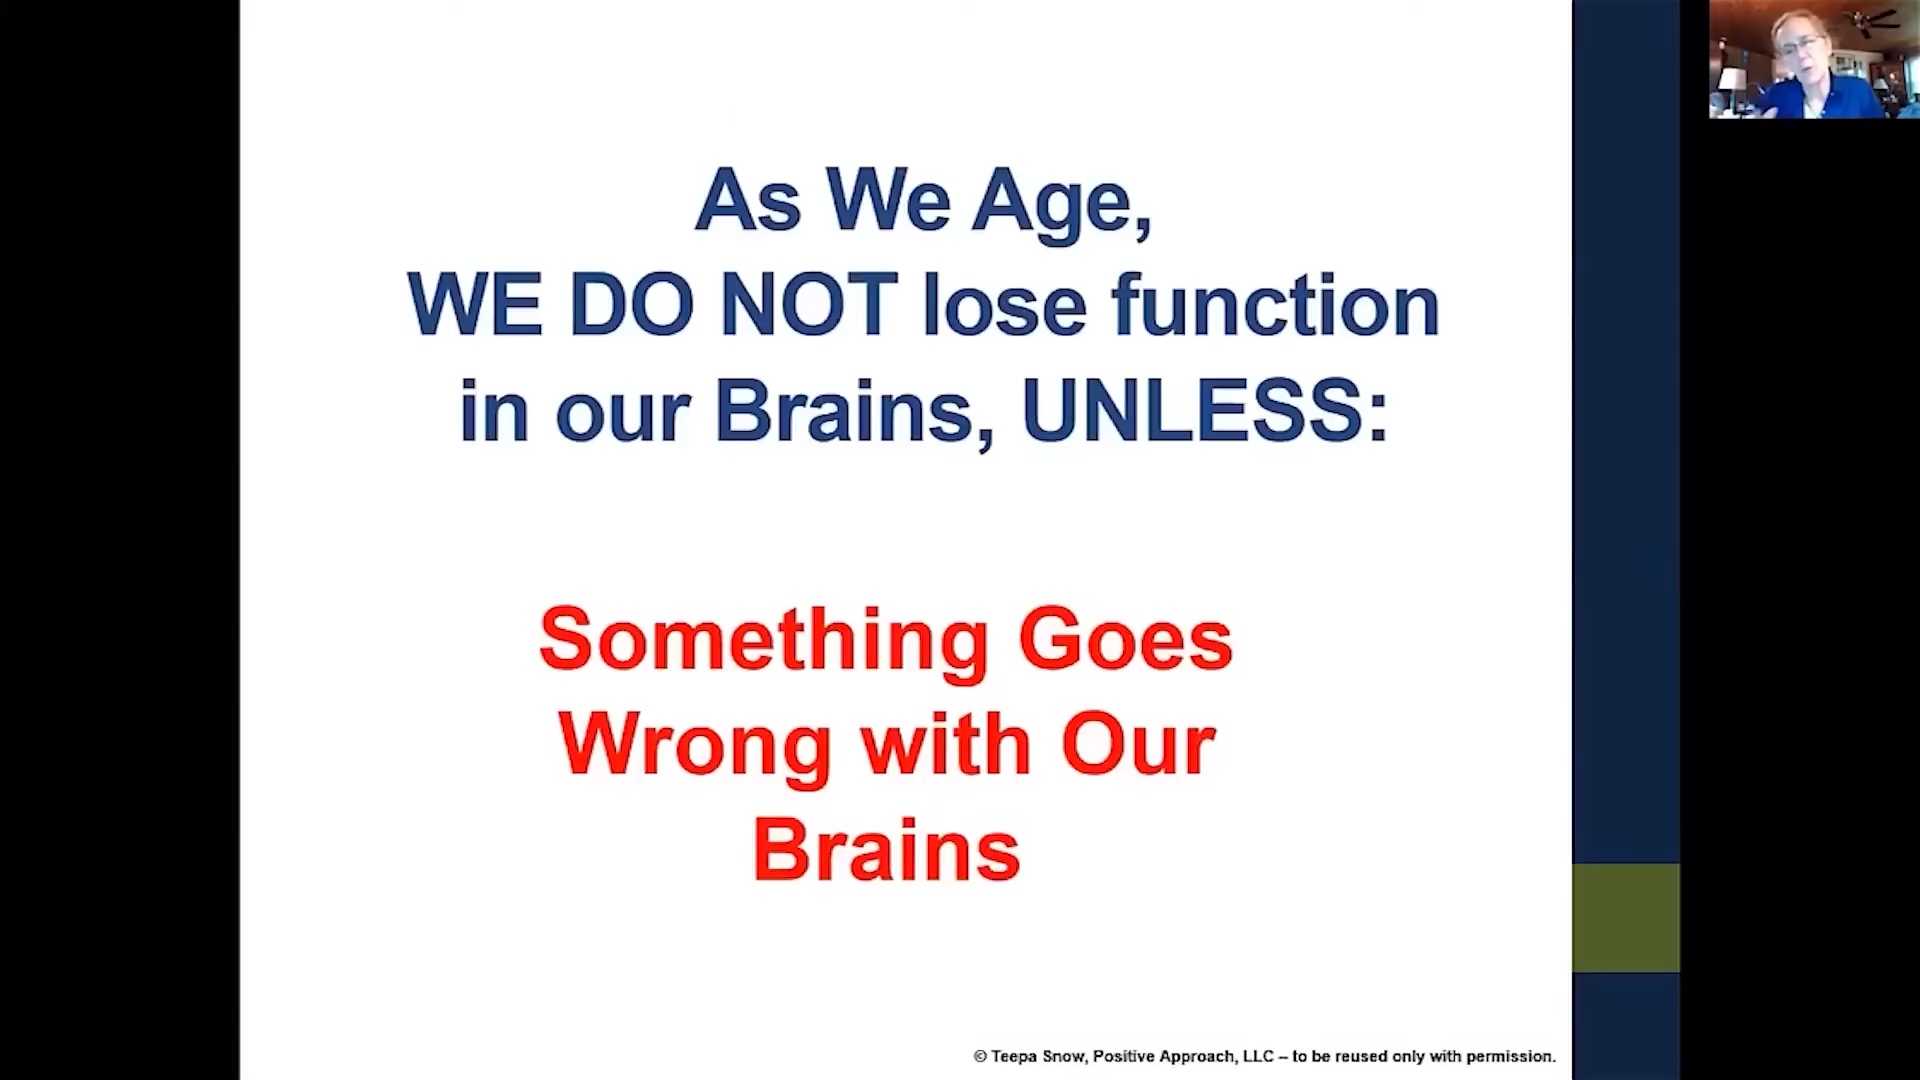 As We Age,
WE DO NOT lose function
in our Brains, UNLESS:
Something Goes
Wrong with Our
Brains
© Teepa Snow, Positive Approach, LLC – to be reused only with permission.